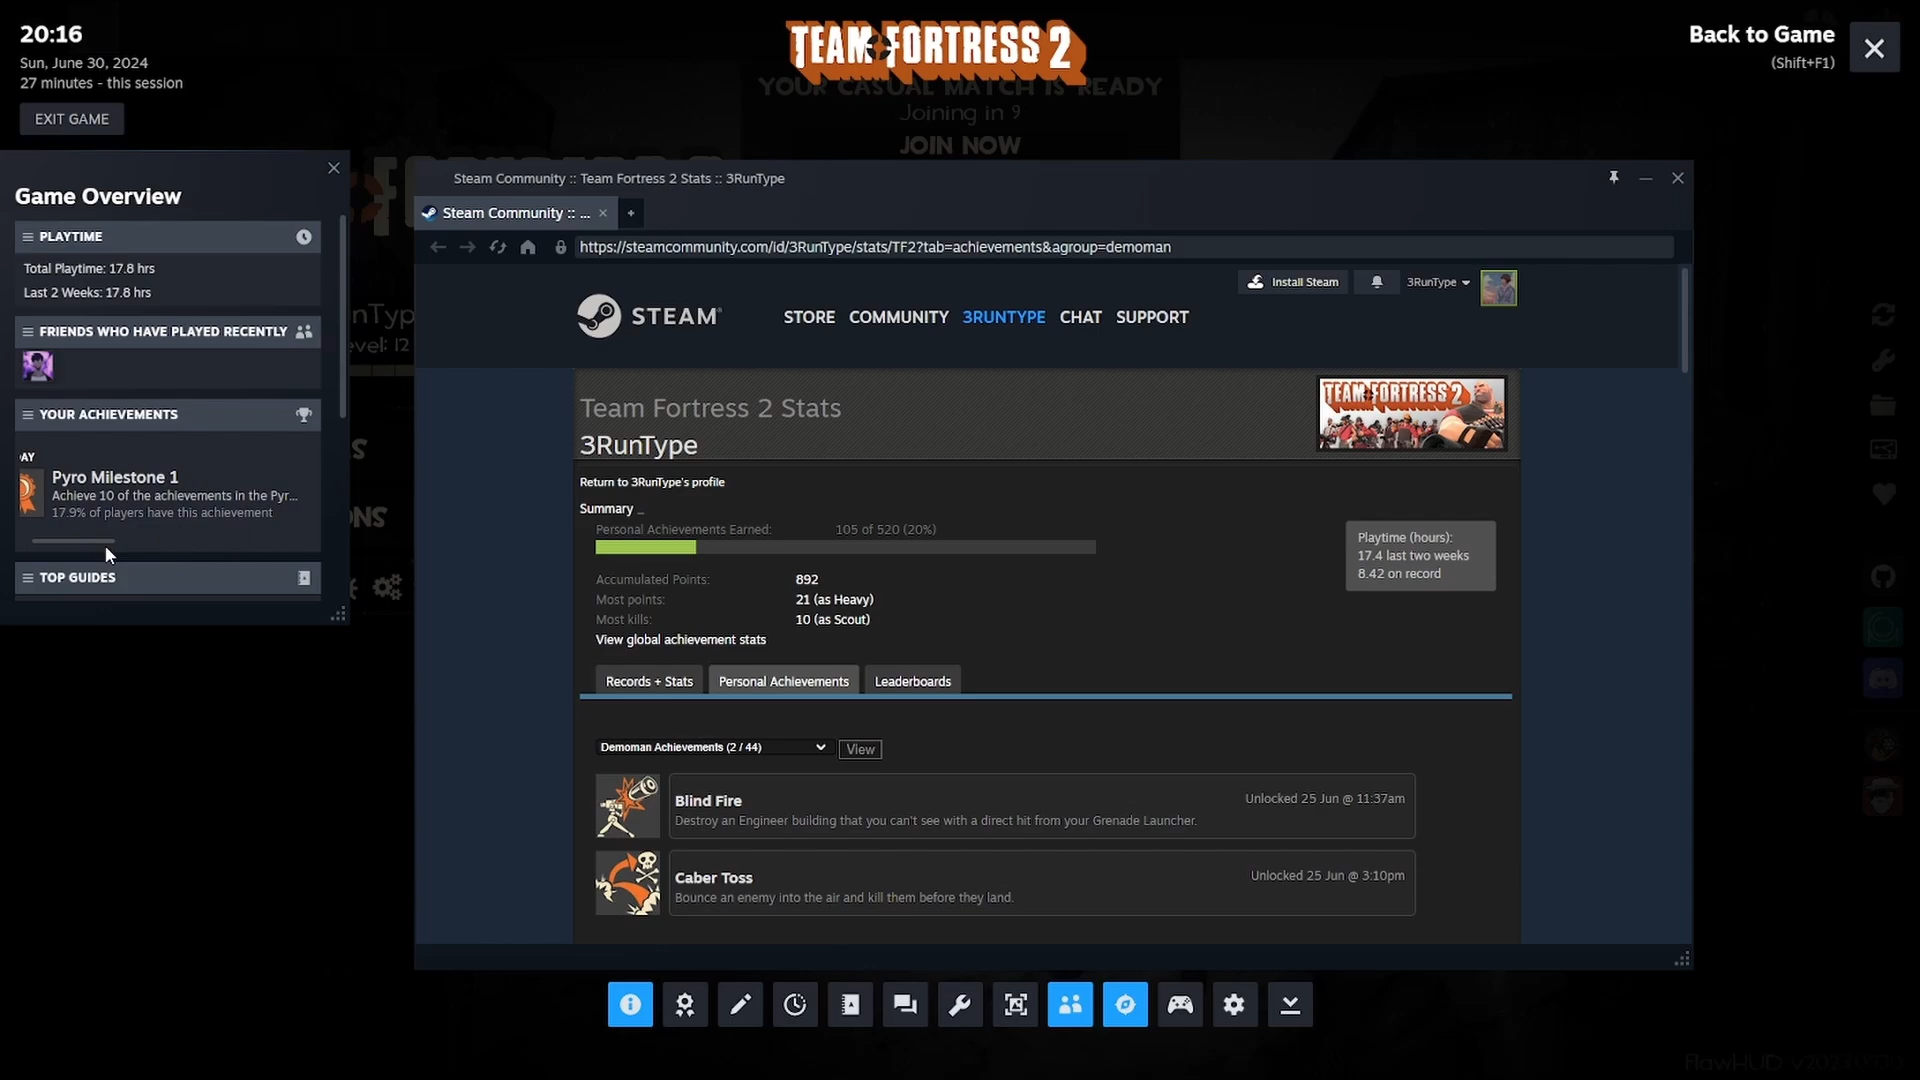 20:16
Sun, June 30, 2024
27 minutes - this session
EXIT GAME
TEAM FORTRESS 2
YOUR CASUAL MATCH IS READY
Joining in 9
JOIN NOW
Back to Game
(Shift+F1)
Game Overview
PLAYTIME
Total Playtime: 17.8 hrs
Last 2 Weeks: 17.8 hrs
FRIENDS WHO HAVE PLAYED RECENTLY
YOUR ACHIEVEMENTS
AY
Pyro Milestone 1
Achieve 10 of the achievements in the Pyr...
17.9% of players have this achievement
TOP GUIDES
nType
evel: 12
S
ONS
Steam Community :: Team Fortress 2 Stats :: 3RunType
Steam Community :: ...
https://steamcommunity.com/id/3RunType/stats/TF2?tab=achievements&agroup=demoman
Install Steam
3RunType
STEAM
STORE COMMUNITY 3RUNTYPE CHAT SUPPORT
Team Fortress 2 Stats
3RunType
TEAM FORTRESS 2
Return to 3RunType's profile
Summary _
Personal Achievements Earned: 105 of 520 (20%)
Playtime (hours):
17.4 last two weeks
8.42 on record
Accumulated Points: 892
Most points: 21 (as Heavy)
Most kills: 10 (as Scout)
View global achievement stats
Records + Stats Personal Achievements Leaderboards
Demoman Achievements (2 / 44) View
Blind Fire
Unlocked 25 Jun @ 11:37am
Destroy an Engineer building that you can't see with a direct hit from your Grenade Launcher.
Caber Toss
Unlocked 25 Jun @ 3:10pm
Bounce an enemy into the air and kill them before they land.